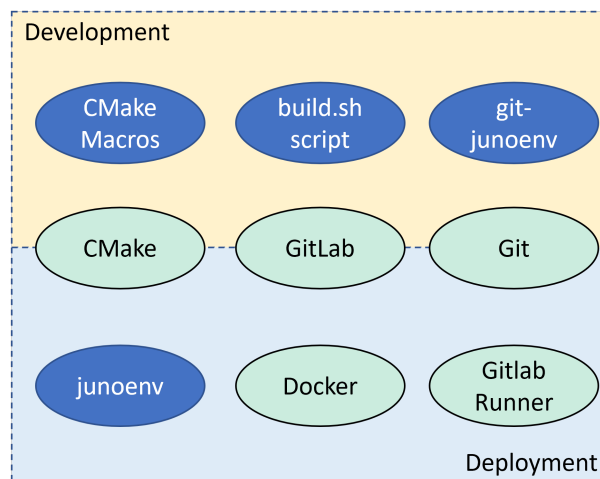 Development
CMake
Macros
build.sh
script
git-
junoenv
CMake
GitLab
Git
junoenv
Docker
Gitlab
Runner
Deployment